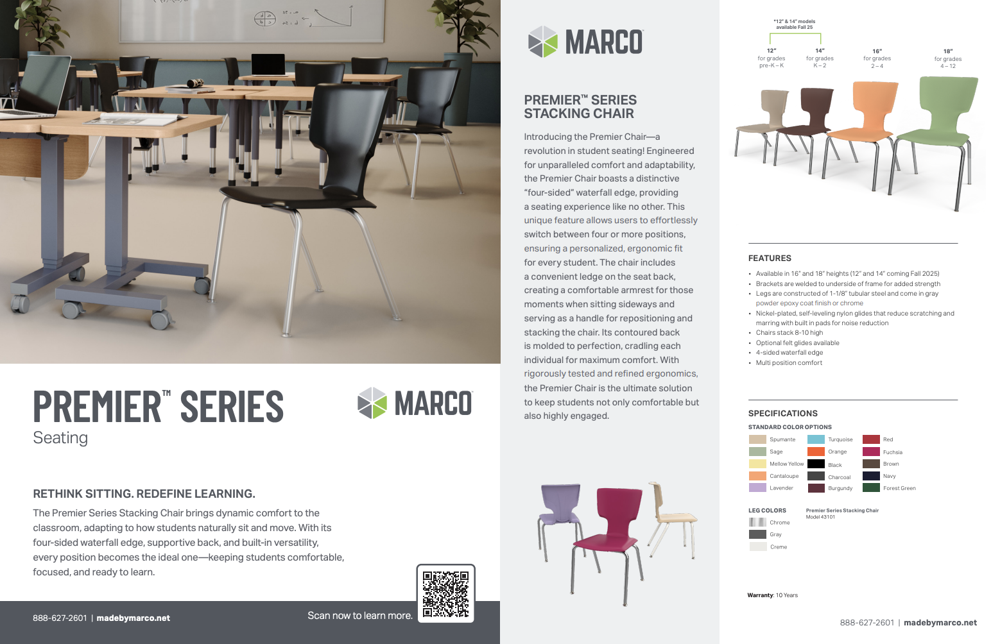 PREMIER™ SERIES
Seating
MARCO™
RETHINK SITTING. REDEFINE LEARNING.
The Premier Series Stacking Chair brings dynamic comfort to the
classroom, adapting to how students naturally sit and move. With its
four-sided waterfall edge, supportive back, and built-in versatility,
every position becomes the ideal one—keeping students comfortable,
focused, and ready to learn.
888-627-2601 | madebymarco.net
Scan now to learn more.
MARCO™
PREMIER™ SERIES
STACKING CHAIR
Introducing the Premier Chair—a
revolution in student seating! Engineered
for unparalleled comfort and adaptability,
the Premier Chair boasts a distinctive
“four-sided” waterfall edge, providing
a seating experience like no other. This
unique feature allows users to effortlessly
switch between four or more positions,
ensuring a personalized, ergonomic fit
for every student. The chair includes
a convenient ledge on the seat back,
creating a comfortable armrest for those
moments when sitting sideways and
serving as a handle for repositioning and
stacking the chair. Its contoured back
is molded to perfection, cradling each
individual for maximum comfort. With
rigorously tested and refined ergonomics,
the Premier Chair is the ultimate solution
to keep students not only comfortable but
also highly engaged.
*12” & 14” models
available Fall 25
12”
for grades
pre-K – K
14”
for grades
K – 2
16”
for grades
2 – 4
18”
for grades
4 – 12
FEATURES
• Available in 16” and 18” heights (12” and 14” coming Fall 2025)
• Brackets are welded to underside of frame for added strength
• Legs are constructed of 1-1/8” tubular steel and come in gray
powder epoxy coat finish or chrome
• Nickel-plated, self-leveling nylon glides that reduce scratching and
marring with built in pads for noise reduction
• Chairs stack 8-10 high
• Optional felt glides available
• 4-sided waterfall edge
• Multi position comfort
SPECIFICATIONS
STANDARD COLOR OPTIONS
Spumante
Sage
Mellow Yellow
Cantaloupe
Lavender
Turquoise
Orange
Black
Charcoal
Burgundy
Red
Fuchsia
Brown
Navy
Forest Green
LEG COLORS
Chrome
Gray
Creme
Premier Series Stacking Chair
Model 43101
Warranty: 10 Years
888-627-2601 | madebymarco.net